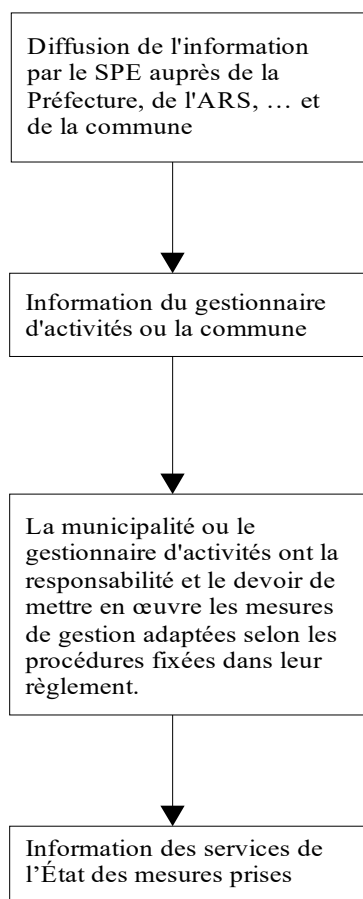 Diffusion de l'information
par le SPE auprès de la
Préfecture, de l'ARS, … et
de la commune
Information du gestionnaire
d'activités ou la commune
La municipalité ou le
gestionnaire d'activités ont la
responsabilité et le devoir de
mettre en œuvre les mesures
de gestion adaptées selon les
procédures fixées dans leur
règlement.
Information des services de
l’État des mesures prises